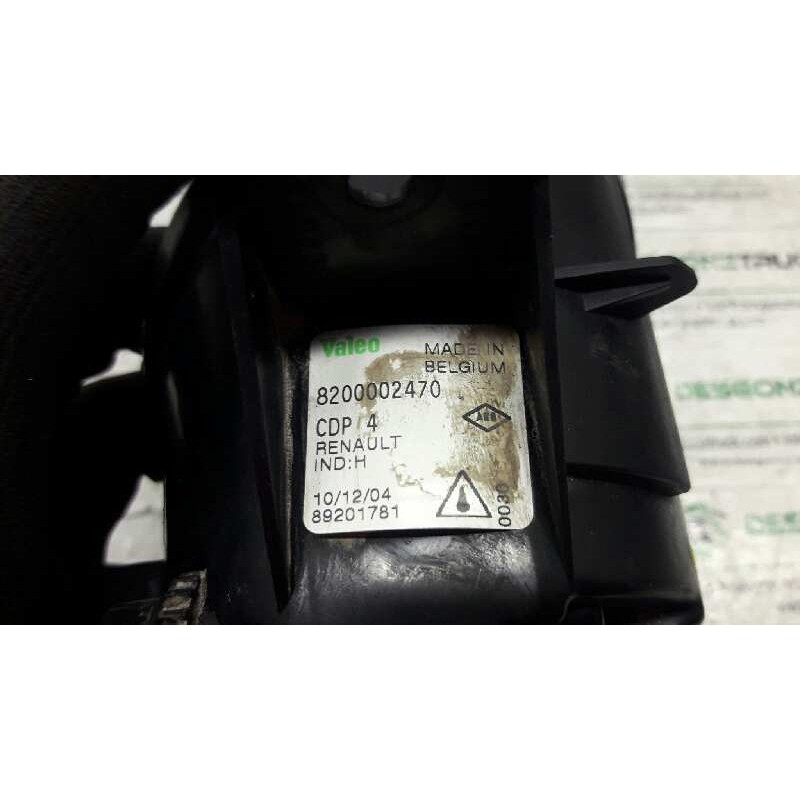 Valeo
MADE IN
BELGIUM
8200002470
CDP 4
RENAULT
IND:H
10/12/04
89201781
0030